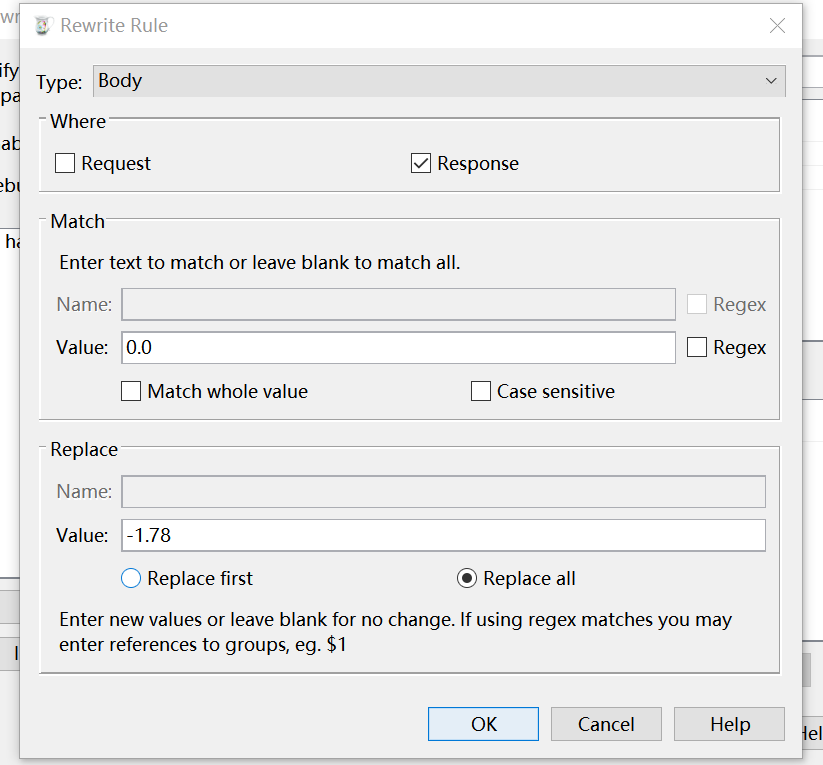 Rewrite Rule
Type: Body
Where
Request Response
Match
Enter text to match or leave blank to match all.
Name: Regex
Value: 0.0 Regex
Match whole value Case sensitive
Replace
Name:
Value: -1.78
Replace first Replace all
Enter new values or leave blank for no change. If using regex matches you may
enter references to groups, eg. $1
OK Cancel Help